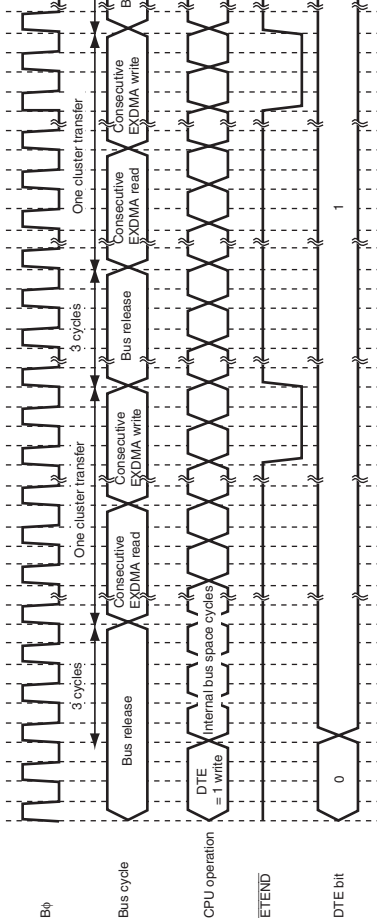 Bϕ
3 cycles
One cluster transfer
3 cycles
One cluster transfer
Bus cycle
Bus release
Consecutive
EXDMA read
Consecutive
EXDMA write
Bus release
Consecutive
EXDMA read
Consecutive
EXDMA write
B
CPU operation
DTE
= 1 write
Internal bus space cycles
ETEND
DTE bit
0
1